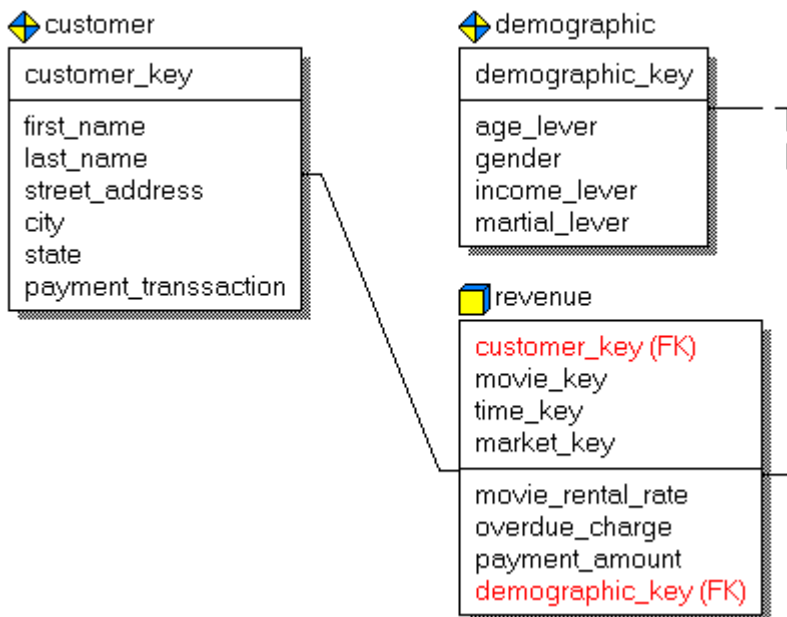 customer
customer_key
first_name
last_name
street_address
city
state
payment_transsaction
demographic
demographic_key
age_lever
gender
income_lever
martial_lever
revenue
customer_key (FK)
movie_key
time_key
market_key
movie_rental_rate
overdue_charge
payment_amount
demographic_key (FK)